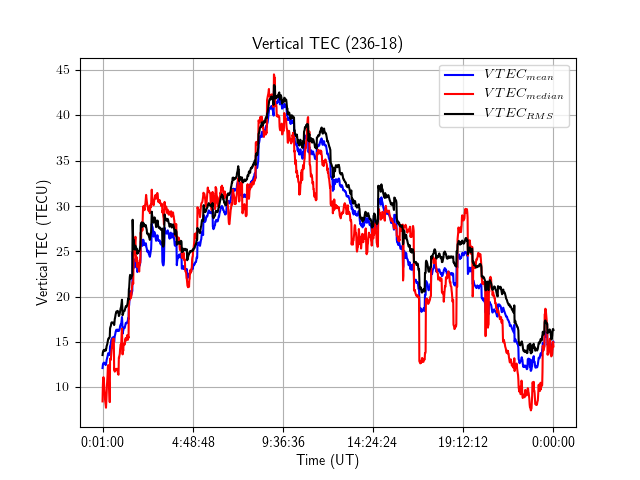 Vertical TEC (236-18)
VTEC_mean
VTEC_median
VTEC_RMS
Vertical TEC (TECU)
45
40
35
30
25
20
15
10
0:01:00 4:48:48 9:36:36 14:24:24 19:12:12 0:00:00
Time (UT)